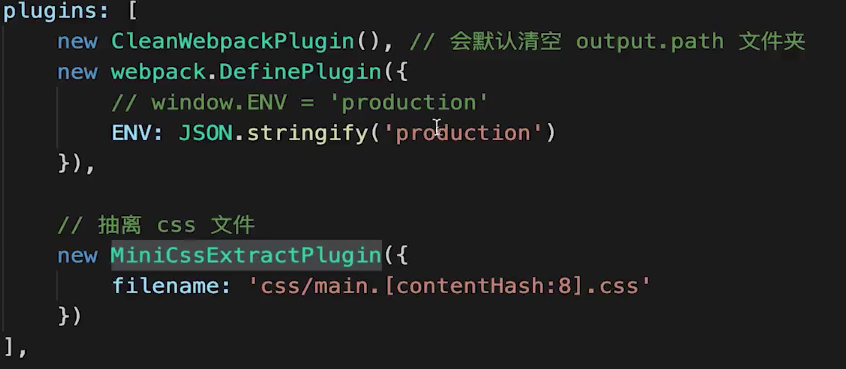 plugins: [
new CleanWebpackPlugin(), // 会默认清空 output.path 文件夹
new webpack.DefinePlugin({
// window.ENV = 'production'
ENV: JSON.stringify('production')
}),
// 抽离 css 文件
new MiniCssExtractPlugin({
filename: 'css/main.[contentHash:8].css'
})
],